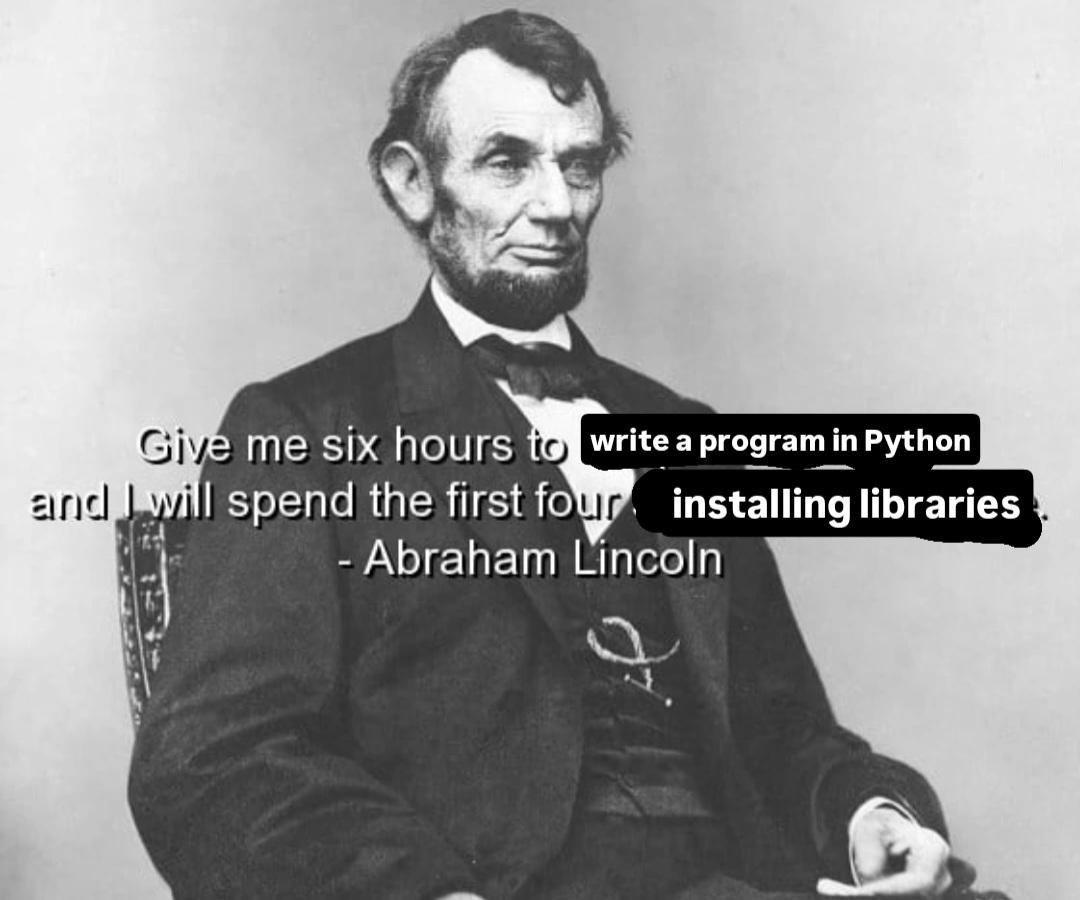 Give me six hours to write a program in Python
and I will spend the first four installing libraries.
- Abraham Lincoln